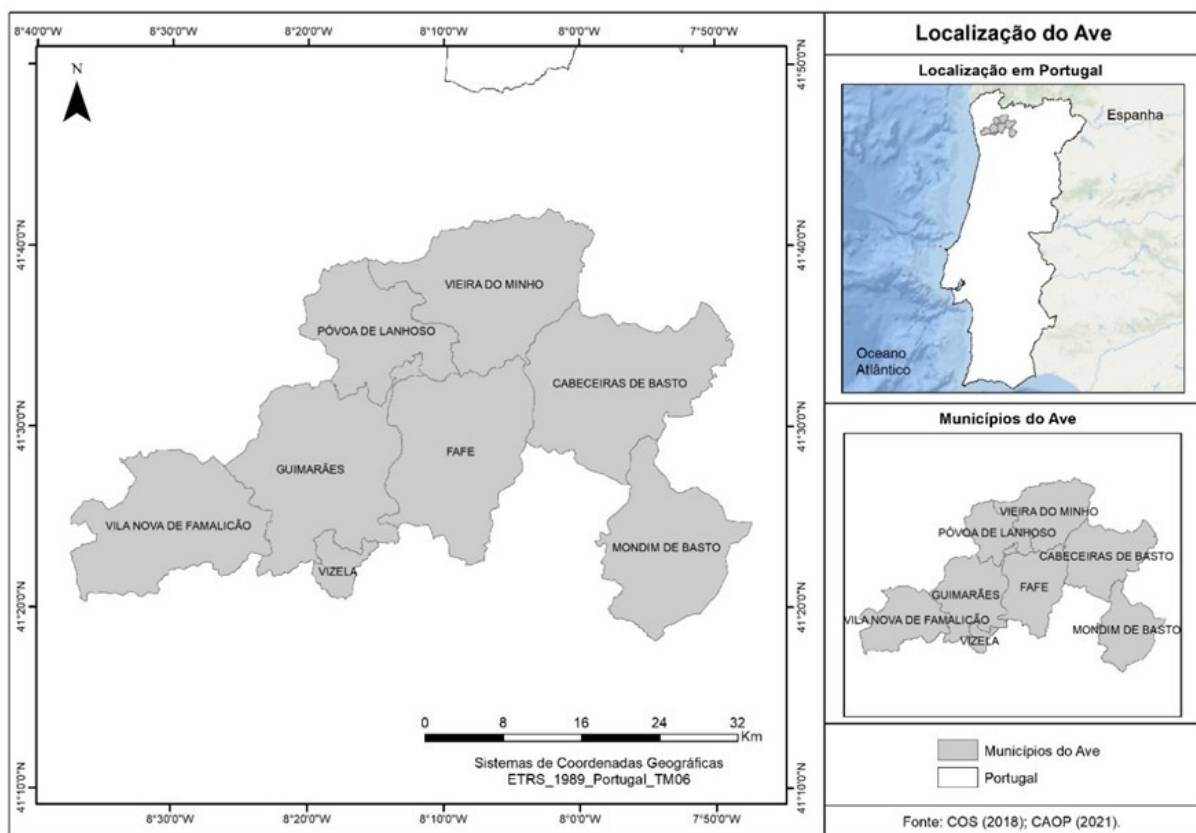 8°40'0"W
8°30'0"W
8°20'0"W
8°10'0"W
8°0'0"W
7°50'0"W
N
41°50'0"N
41°40'0"N
41°40'0"N
41°30'0"N
41°30'0"N
41°20'0"N
41°20'0"N
41°10'0"N
41°10'0"N
VIEIRA DO MINHO
PÓVOA DE LANHOSO
CABECEIRAS DE BASTO
FAFE
GUIMARÃES
VILA NOVA DE FAMALICÃO
MONDIM DE BASTO
VIZELA
0 8 16 24 32
Km
Sistemas de Coordenadas Geográficas
ETRS_1989_Portugal_TM06
8°30'0"W
8°20'0"W
8°10'0"W
8°0'0"W
7°50'0"W
Localização do Ave
Localização em Portugal
Espanha
Oceano
Atlântico
Municípios do Ave
VIEIRA DO MINHO
PÓVOA DE LANHOSO
CABECEIRAS DE BASTO
FAFE
GUIMARÃES
VILA NOVA DE FAMALICÃO
MONDIM DE BASTO
VIZELA
Municípios do Ave
Portugal
Fonte: COS (2018); CAOP (2021).